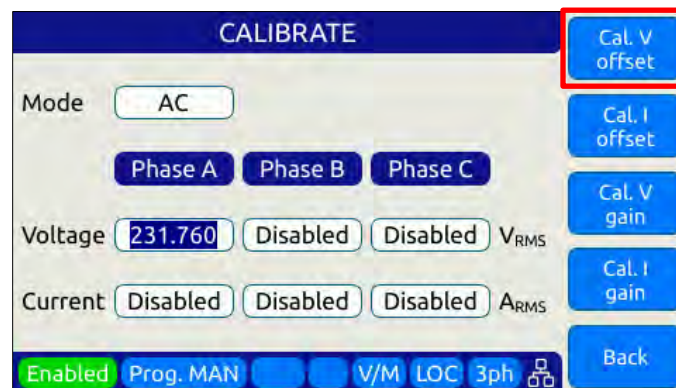 CALIBRATE
Cal. V
offset
Mode AC
Cal. I
offset
Phase A Phase B Phase C
Cal. V
gain
Voltage 231.760 Disabled Disabled VRMS
Current Disabled Disabled Disabled ARMS
Cal. I
gain
Enabled Prog. MAN V/M LOC 3ph
Back